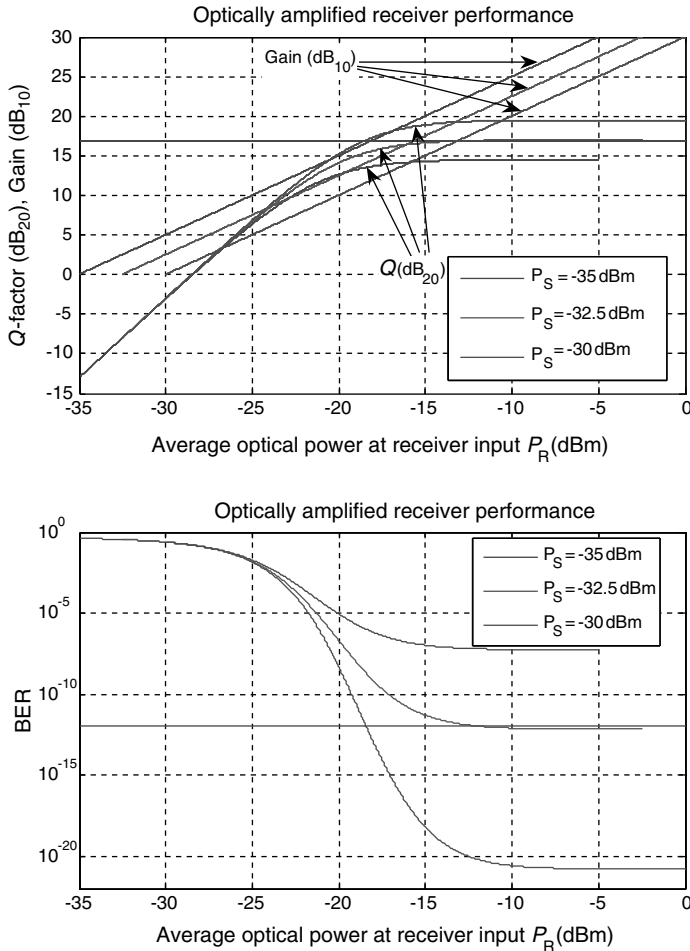 Optically amplified receiver performance
30
25
20
15
10
5
0
-5
-10
-15
Q-factor (dB20), Gain (dB10)
Gain (dB10)
Q(dB20)
PS = -35 dBm
PS = -32.5 dBm
PS = -30 dBm
-35 -30 -25 -20 -15 -10 -5 0
Average optical power at receiver input PR(dBm)
Optically amplified receiver performance
10^0
10^-5
10^-10
10^-15
10^-20
BER
PS = -35 dBm
PS = -32.5 dBm
PS = -30 dBm
-35 -30 -25 -20 -15 -10 -5 0
Average optical power at receiver input PR(dBm)